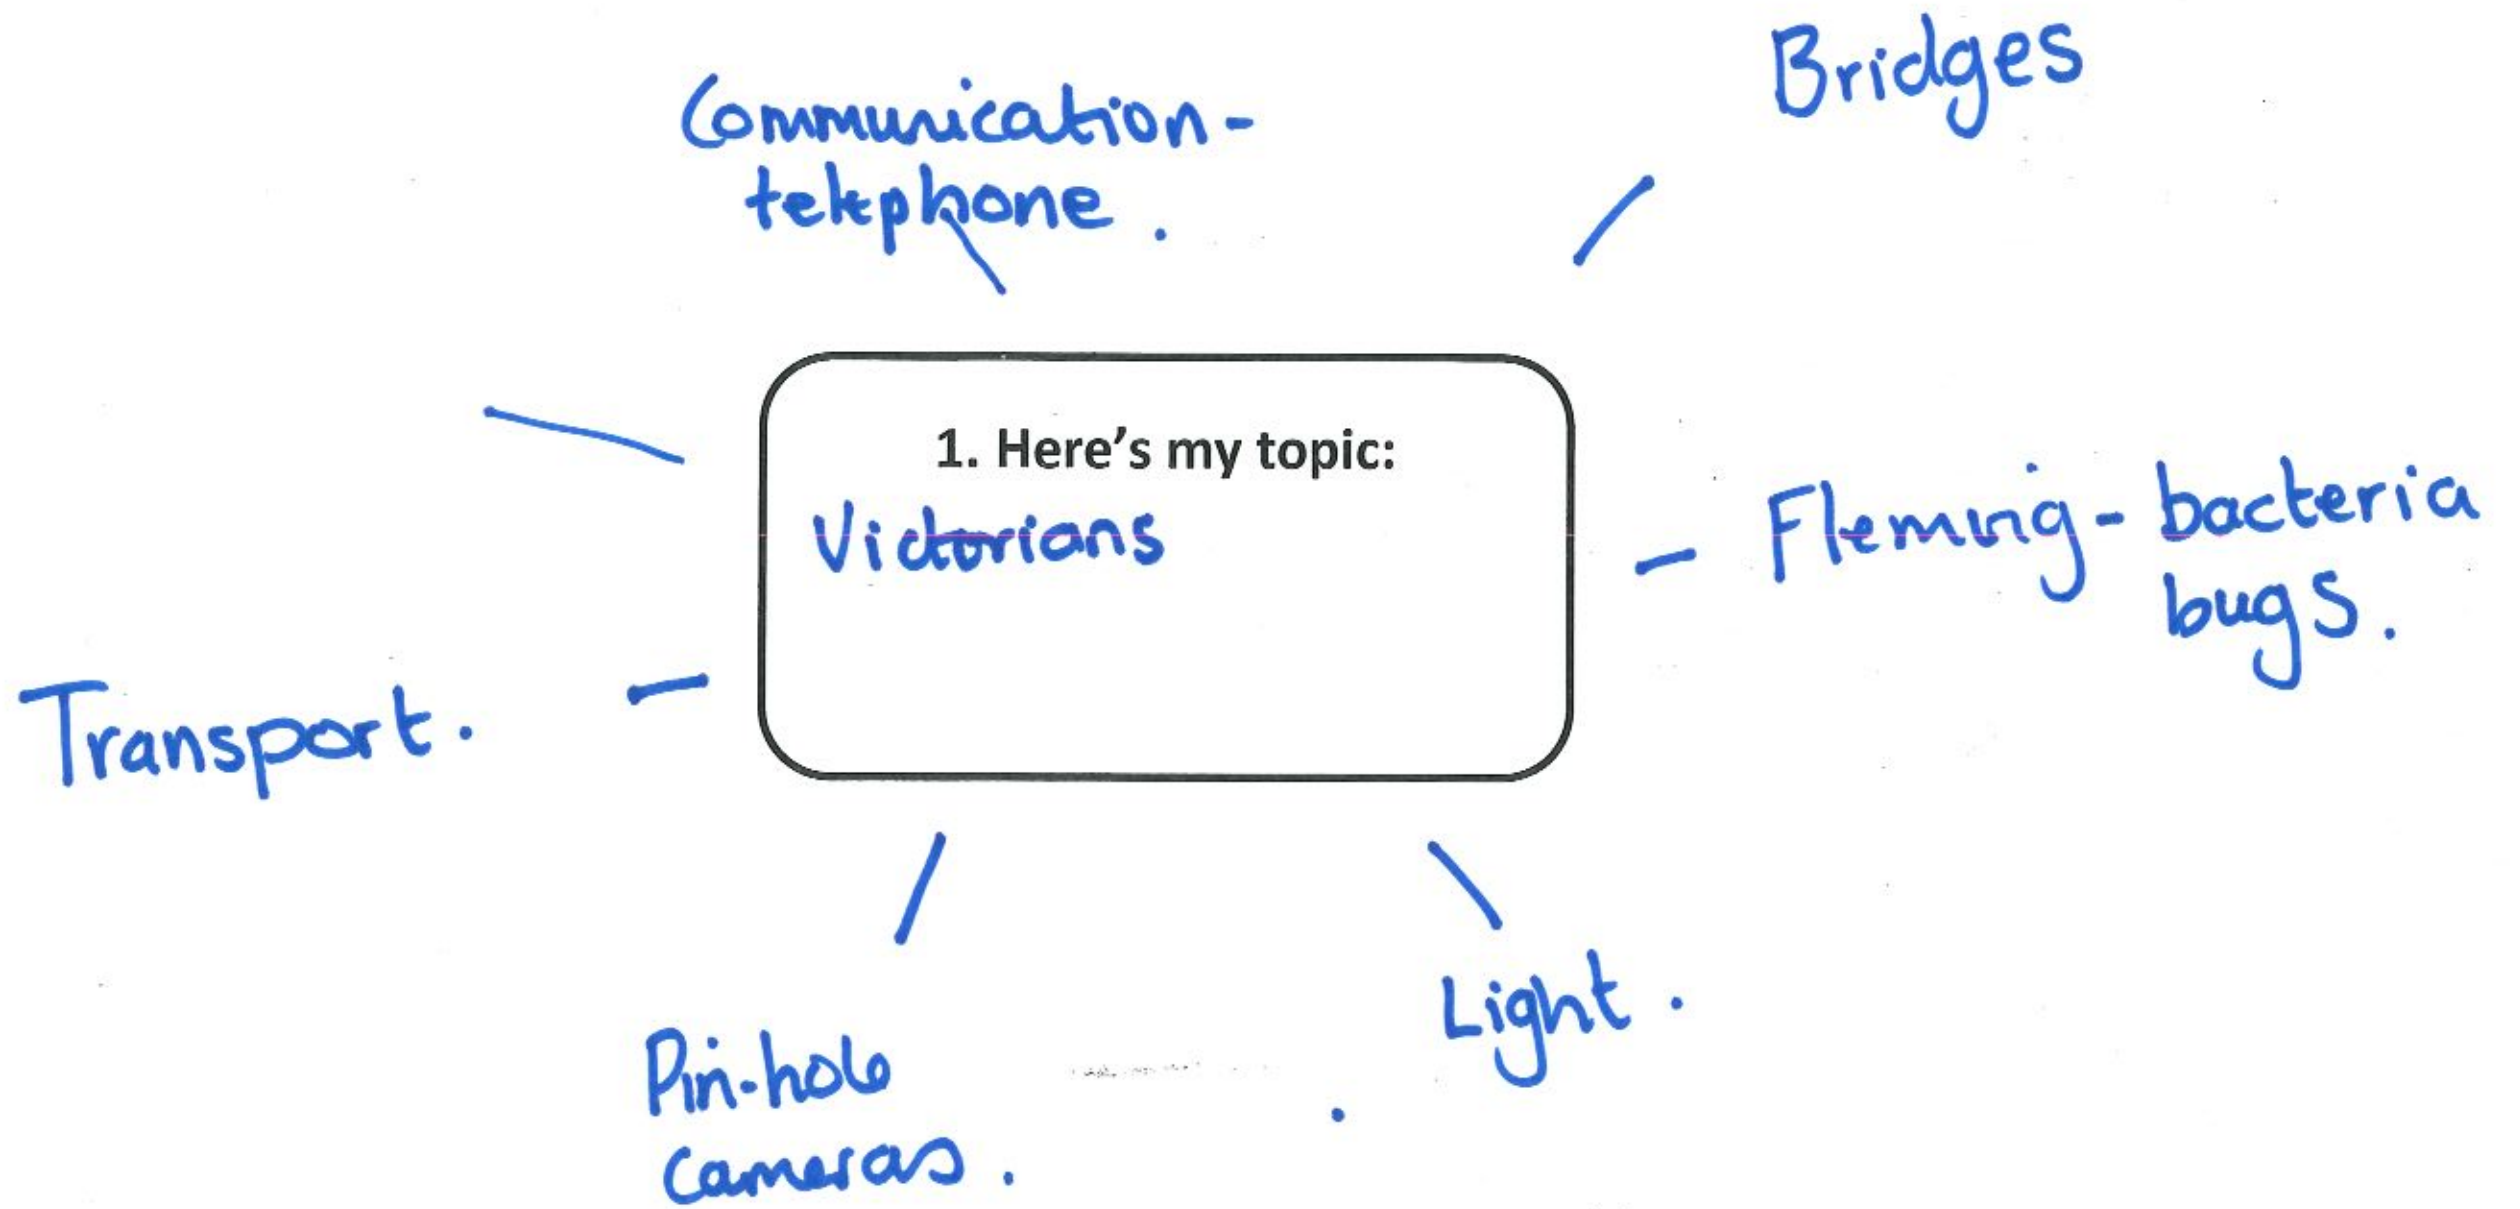 Bridges
Communication-
telephone.
1. Here's my topic:
Victorians
Fleming - bacteria
bugs.
Transport.
Light.
Pin-hole
cameras.